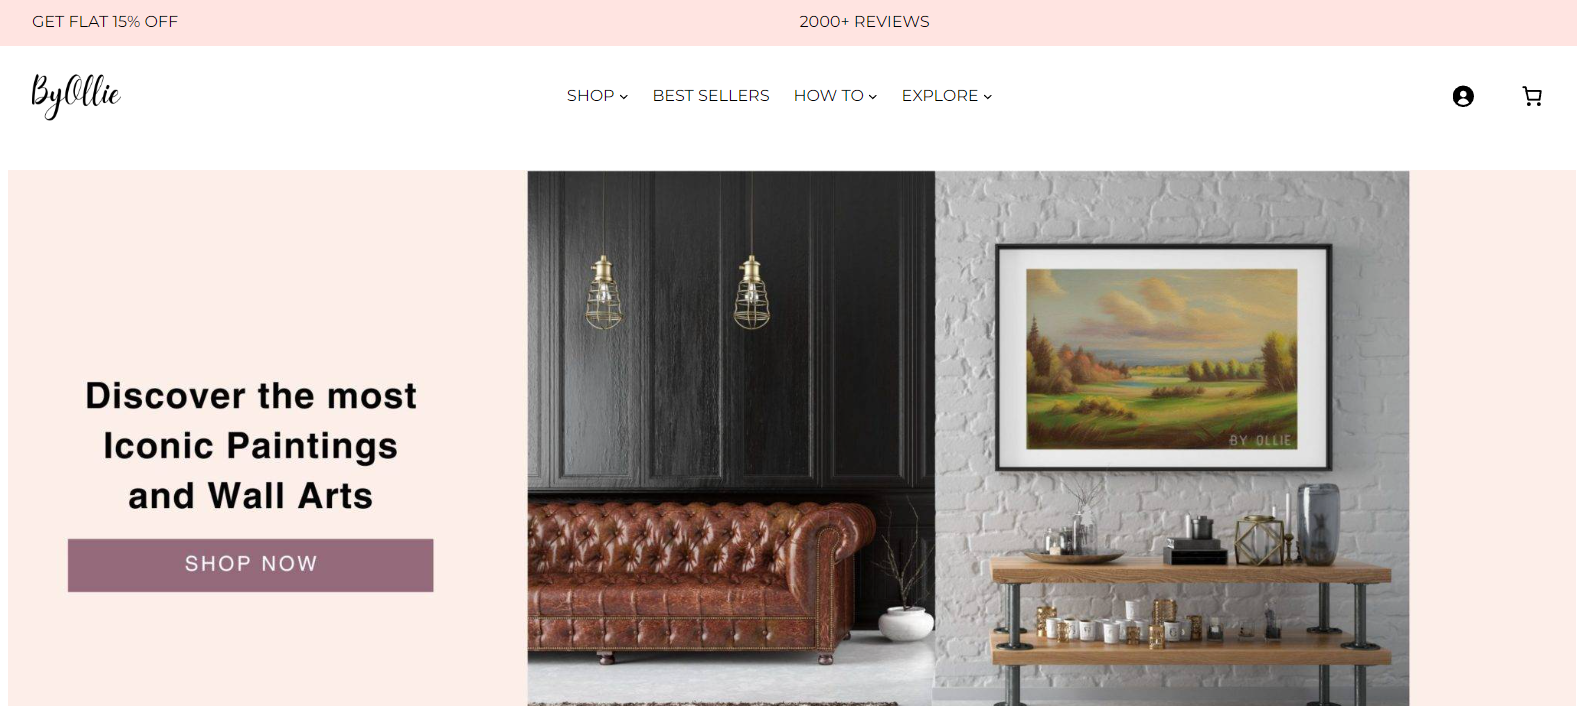 GET FLAT 15% OFF
2000+ REVIEWS
ByOllie
SHOP
BEST SELLERS
HOW TO
EXPLORE
Discover the most
Iconic Paintings
and Wall Arts
SHOP NOW
BY OLLIE